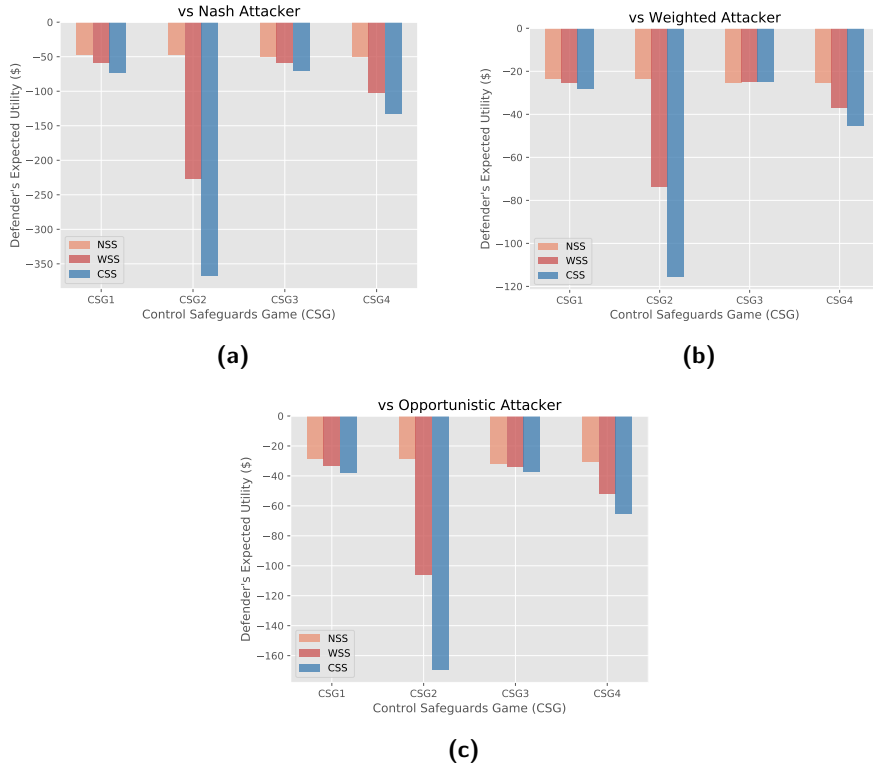 vs Nash Attacker
0
−50
−100
−150
−200
−250
−300
−350
Defender's Expected Utility ($)
NSS
WSS
CSS
CSG1 CSG2 CSG3 CSG4
Control Safeguards Game (CSG)
(a)
vs Weighted Attacker
0
−20
−40
−60
−80
−100
−120
Defender's Expected Utility ($)
NSS
WSS
CSS
CSG1 CSG2 CSG3 CSG4
Control Safeguards Game (CSG)
(b)
vs Opportunistic Attacker
0
−20
−40
−60
−80
−100
−120
−140
−160
Defender's Expected Utility ($)
NSS
WSS
CSS
CSG1 CSG2 CSG3 CSG4
Control Safeguards Game (CSG)
(c)